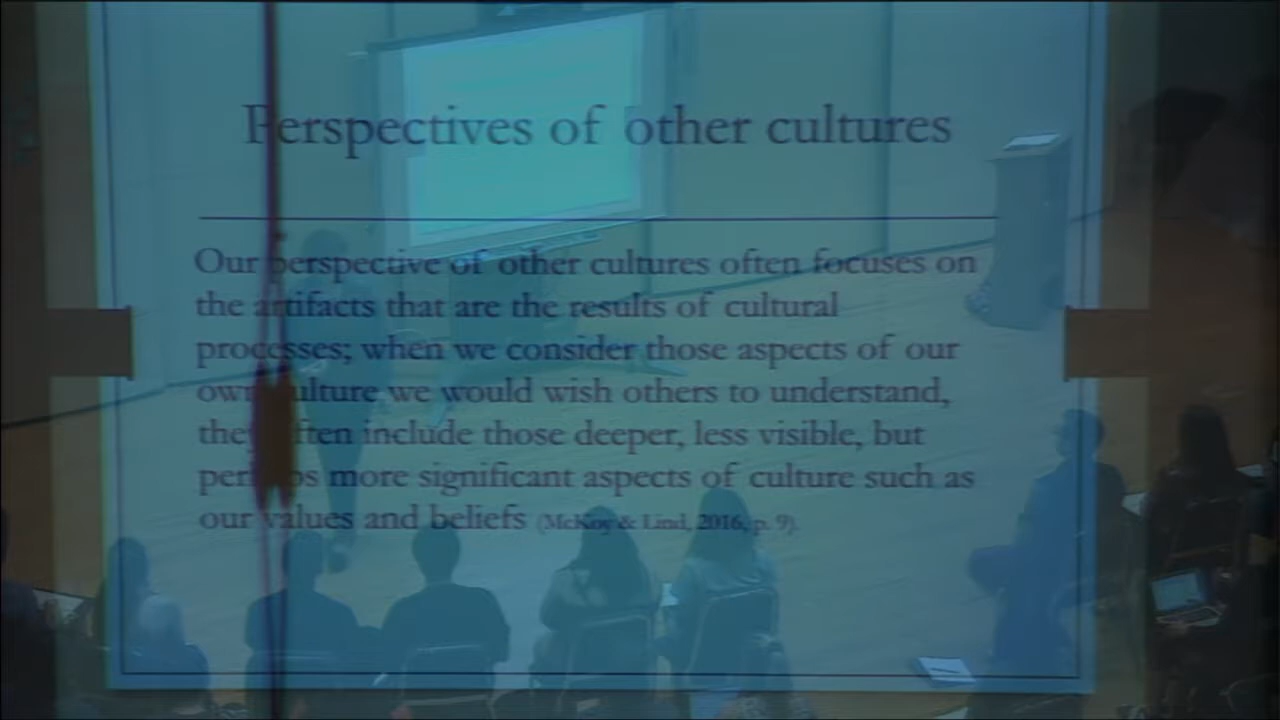 Perspectives of other cultures
Our perspective of other cultures often focuses on
the artifacts that are the results of cultural
processes; when we consider those aspects of our
own culture we would wish others to understand,
they often include those deeper, less visible, but
perhaps more significant aspects of culture such as
our values and beliefs (McKoy & Lind, 2016, p. 9).